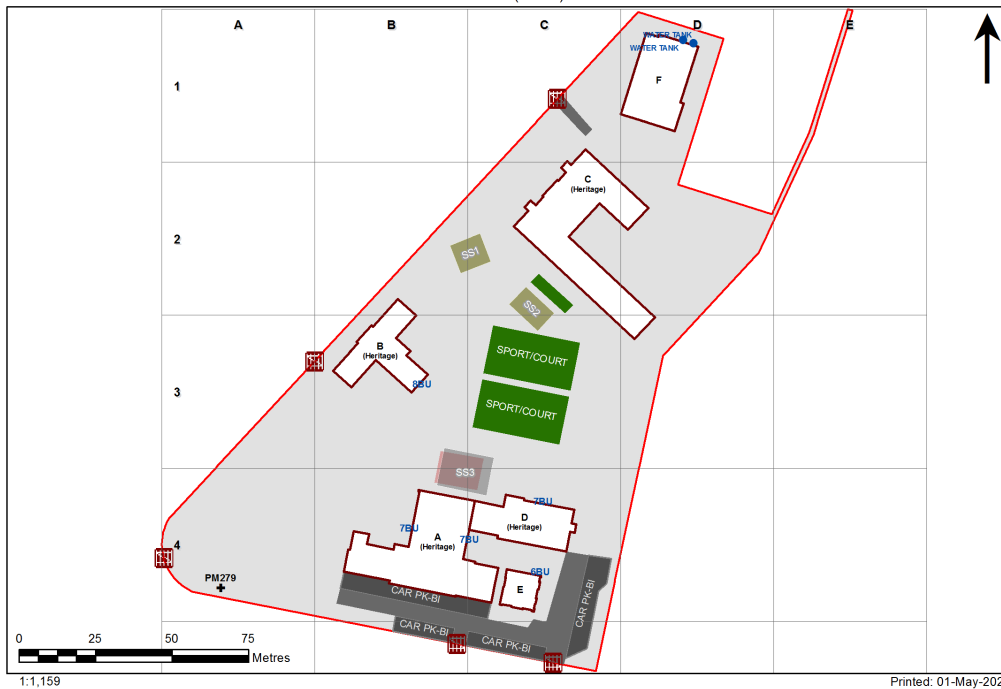 A
B
C
D
E
WATER TANK
WATER TANK
F
1
C
(Heritage)
2
SS1
SS2
B
(Heritage)
8BU
SPORT/COURT
3
SPORT/COURT
SS3
7BU
D
(Heritage)
7BU
A
(Heritage)
7BU
4
6BU
PM279
E
CAR PK-BI
CAR PK-BI
CAR PK-BI
CAR PK-BI
0 25 50 75
Metres
1:1,159
Printed: 01-May-202